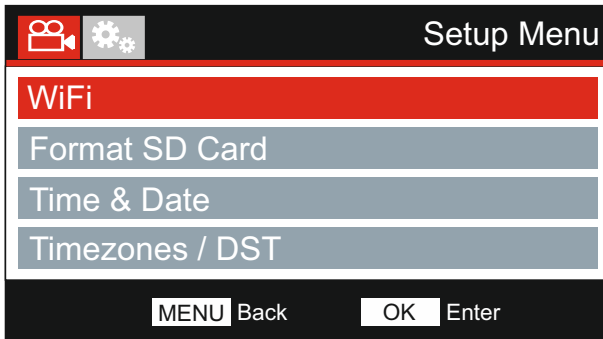 Setup Menu
WiFi
Format SD Card
Time & Date
Timezones / DST
MENU Back OK Enter